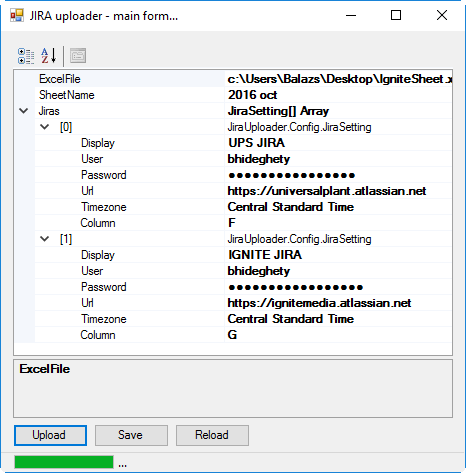 JIRA uploader - main form...
ExcelFile c:\Users\Balazs\Desktop\IgniteSheet.x
SheetName 2016 oct
Jiras JiraSetting[] Array
[0] JiraUploader.Config.JiraSetting
Display UPS JIRA
User bhideghety
Password ●●●●●●●●●●●●●●●●
Url https://universalplant.atlassian.net
Timezone Central Standard Time
Column F
[1] JiraUploader.Config.JiraSetting
Display IGNITE JIRA
User bhideghety
Password ●●●●●●●●●●●●●●●●●
Url https://ignitemedia.atlassian.net
Timezone Central Standard Time
Column G
ExcelFile
Upload Save Reload
...